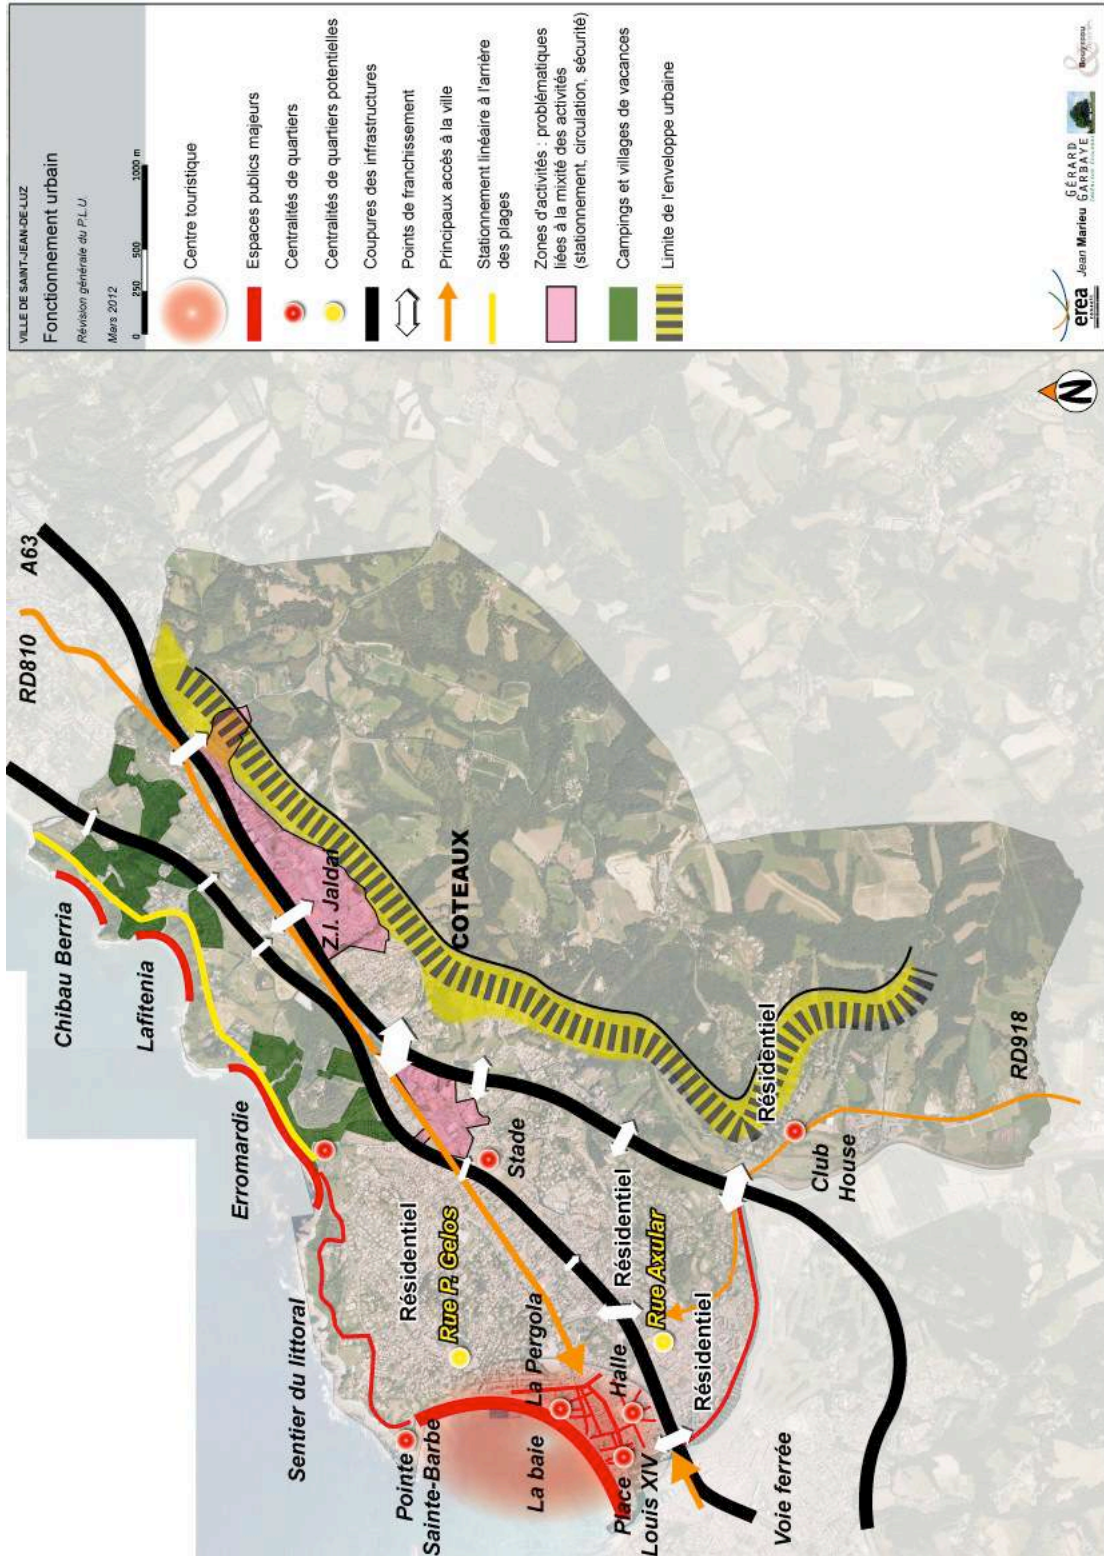 VILLE DE SAINT-JEAN-DE-LUZ
Fonctionnement urbain
Révision générale du P.L.U.
Mars 2012
0 250 500 1000 m
Centre touristique
Espaces publics majeurs
Centralités de quartiers
Centralités de quartiers potentielles
Coupures des infrastructures
Points de franchissement
Principaux accès à la ville
Stationnement linéaire à l'arrière
des plages
Zones d'activités : problématiques
liées à la mixité des activités
(stationnement, circulation, sécurité)
Campings et villages de vacances
Limite de l'enveloppe urbaine
erea
CONSEIL
Jean Marieu
GÉRARD
GARBAYE
N
A63
RD810
Chibau Berria
Lafitenia
Erromardie
Sentier du littoral
Pointe
Sainte-Barbe
La baie
La Pergola
Halle
Place
Louis XIV
Voie ferrée
Résidentiel
Rue P. Gelos
Stade
Z.I. Jaldai
COTEAUX
Résidentiel
Rue Axular
Résidentiel
Résidentiel
Club
House
RD918